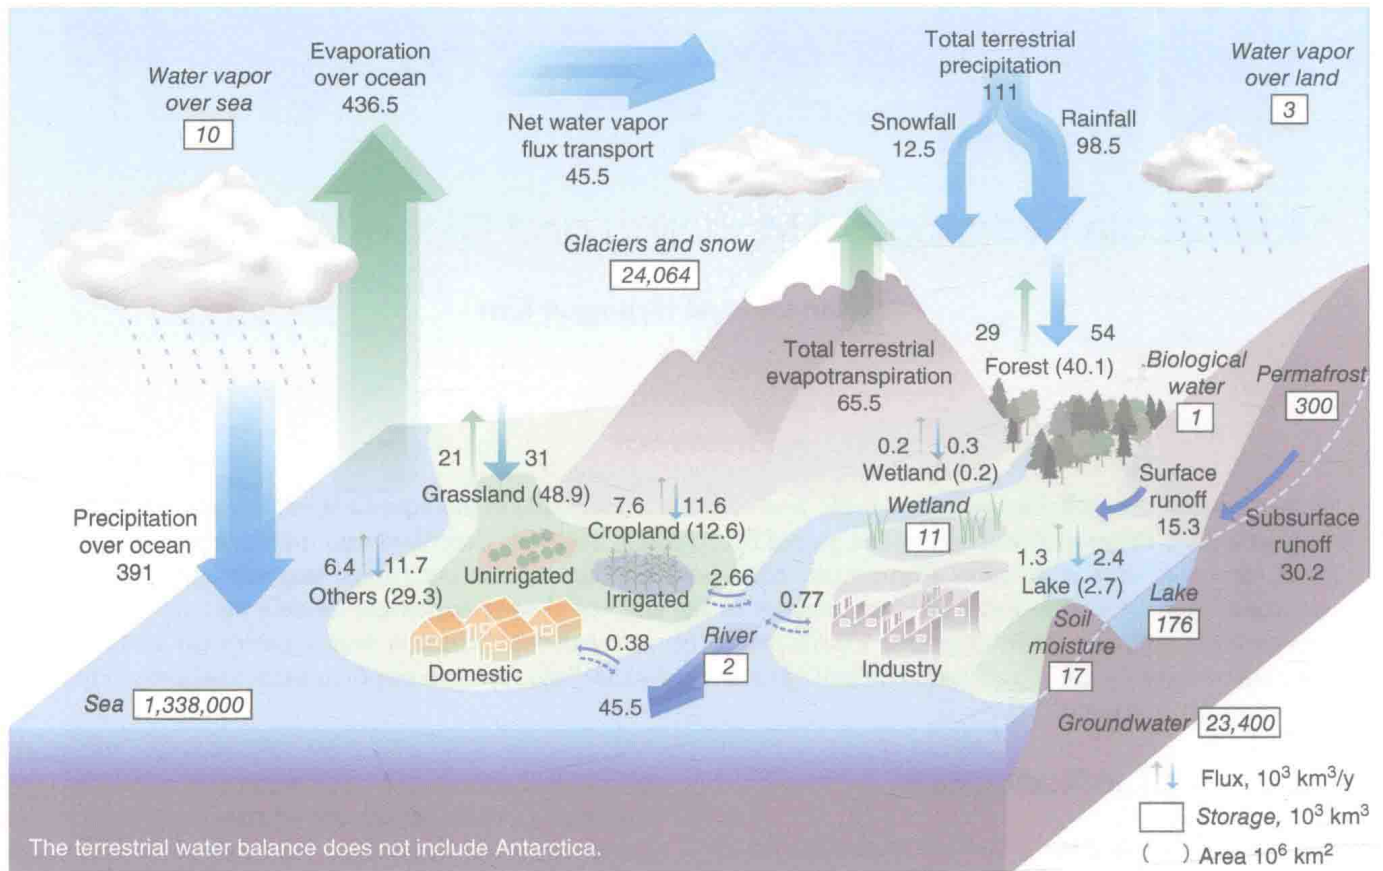 Water vapor
over sea
10
Evaporation
over ocean
436.5
Net water vapor
flux transport
45.5
Total terrestrial
precipitation
111
Snowfall
12.5
Rainfall
98.5
Water vapor
over land
3
Glaciers and snow
24,064
Total terrestrial
evapotranspiration
65.5
29 54
Forest (40.1)
Biological
water
1
Permafrost
300
21 31
Grassland (48.9)
7.6 11.6
Cropland (12.6)
0.2 0.3
Wetland (0.2)
Wetland
11
Surface
runoff
15.3
Subsurface
runoff
30.2
Precipitation
over ocean
391
6.4 11.7
Others (29.3)
Unirrigated
Irrigated
2.66
0.77
1.3 2.4
Lake (2.7)
Lake
176
Soil
moisture
17
0.38
River
2
Domestic
Industry
45.5
Sea 1,338,000
Groundwater 23,400
Flux, 10³ km³/y
Storage, 10³ km³
( ) Area 10⁶ km²
The terrestrial water balance does not include Antarctica.